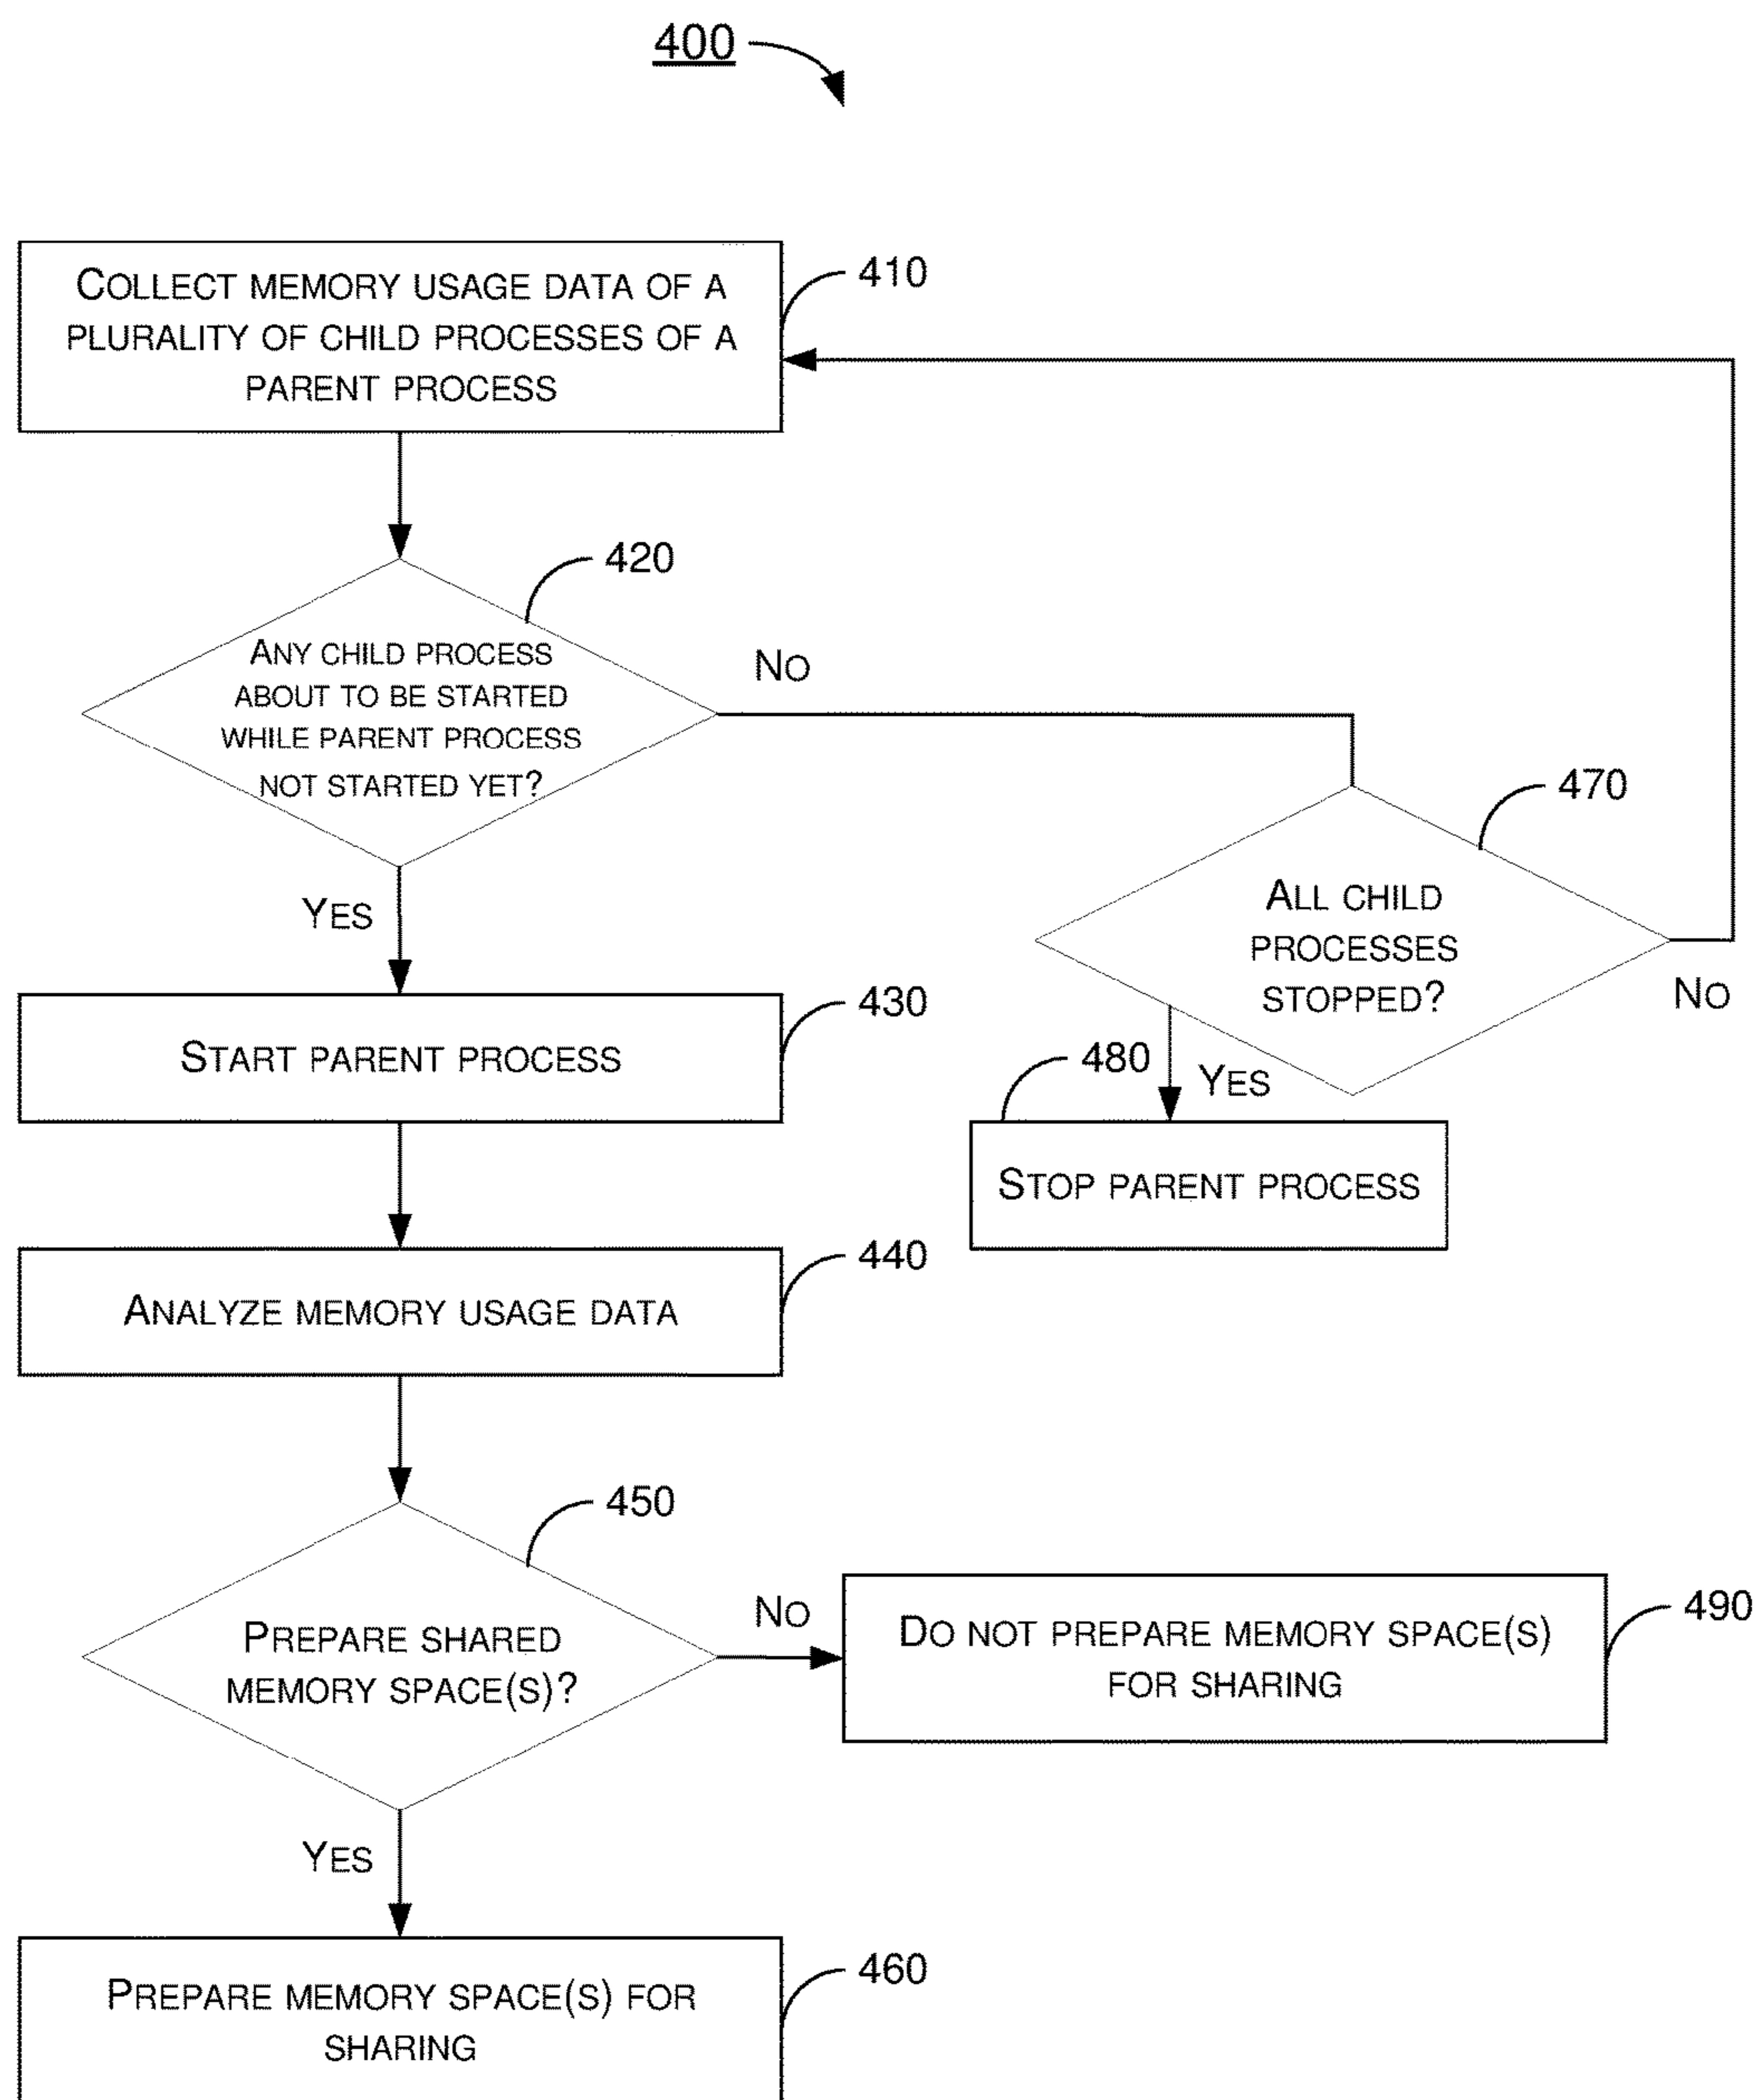 400
COLLECT MEMORY USAGE DATA OF A
PLURALITY OF CHILD PROCESSES OF A
PARENT PROCESS
410
420
ANY CHILD PROCESS
ABOUT TO BE STARTED
WHILE PARENT PROCESS
NOT STARTED YET?
NO
470
ALL CHILD
PROCESSES
STOPPED?
NO
YES
430
START PARENT PROCESS
480
YES
STOP PARENT PROCESS
440
ANALYZE MEMORY USAGE DATA
450
PREPARE SHARED
MEMORY SPACE(S)?
NO
490
DO NOT PREPARE MEMORY SPACE(S)
FOR SHARING
YES
460
PREPARE MEMORY SPACE(S) FOR
SHARING